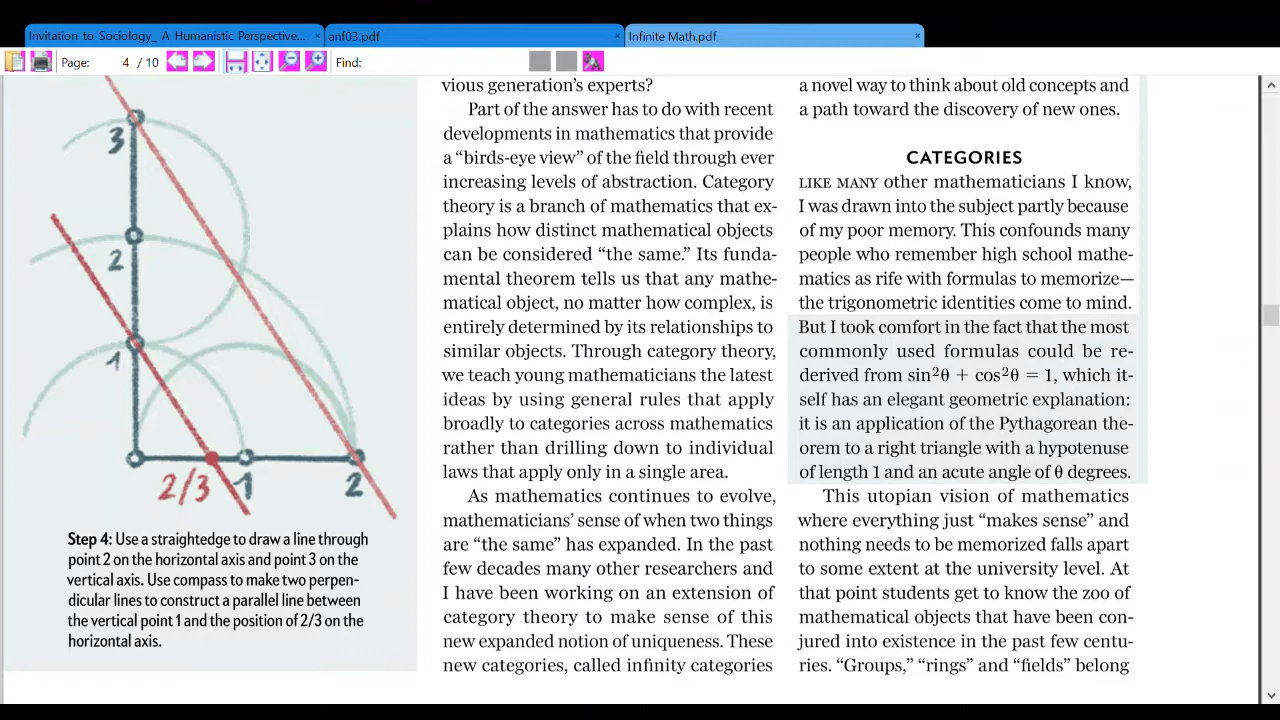 Invitation to Sociology_ A Humanistic Perspective...
anf03.pdf
Infinite Math.pdf
Page: 4 / 10
Find:
3
2
1
2/3
1
2
Step 4: Use a straightedge to draw a line through
point 2 on the horizontal axis and point 3 on the
vertical axis. Use compass to make two perpen-
dicular lines to construct a parallel line between
the vertical point 1 and the position of 2/3 on the
horizontal axis.
vious generation's experts?
Part of the answer has to do with recent
developments in mathematics that provide
a “birds-eye view” of the field through ever
increasing levels of abstraction. Category
theory is a branch of mathematics that ex-
plains how distinct mathematical objects
can be considered “the same.” Its funda-
mental theorem tells us that any mathe-
matical object, no matter how complex, is
entirely determined by its relationships to
similar objects. Through category theory,
we teach young mathematicians the latest
ideas by using general rules that apply
broadly to categories across mathematics
rather than drilling down to individual
laws that apply only in a single area.
As mathematics continues to evolve,
mathematicians' sense of when two things
are “the same” has expanded. In the past
few decades many other researchers and
I have been working on an extension of
category theory to make sense of this
new expanded notion of uniqueness. These
new categories, called infinity categories
a novel way to think about old concepts and
a path toward the discovery of new ones.
CATEGORIES
LIKE MANY other mathematicians I know,
I was drawn into the subject partly because
of my poor memory. This confounds many
people who remember high school mathe-
matics as rife with formulas to memorize—
the trigonometric identities come to mind.
But I took comfort in the fact that the most
commonly used formulas could be re-
derived from sin²θ + cos²θ = 1, which it-
self has an elegant geometric explanation:
it is an application of the Pythagorean the-
orem to a right triangle with a hypotenuse
of length 1 and an acute angle of θ degrees.
This utopian vision of mathematics
where everything just “makes sense” and
nothing needs to be memorized falls apart
to some extent at the university level. At
that point students get to know the zoo of
mathematical objects that have been con-
jured into existence in the past few centu-
ries. “Groups,” “rings” and “fields” belong